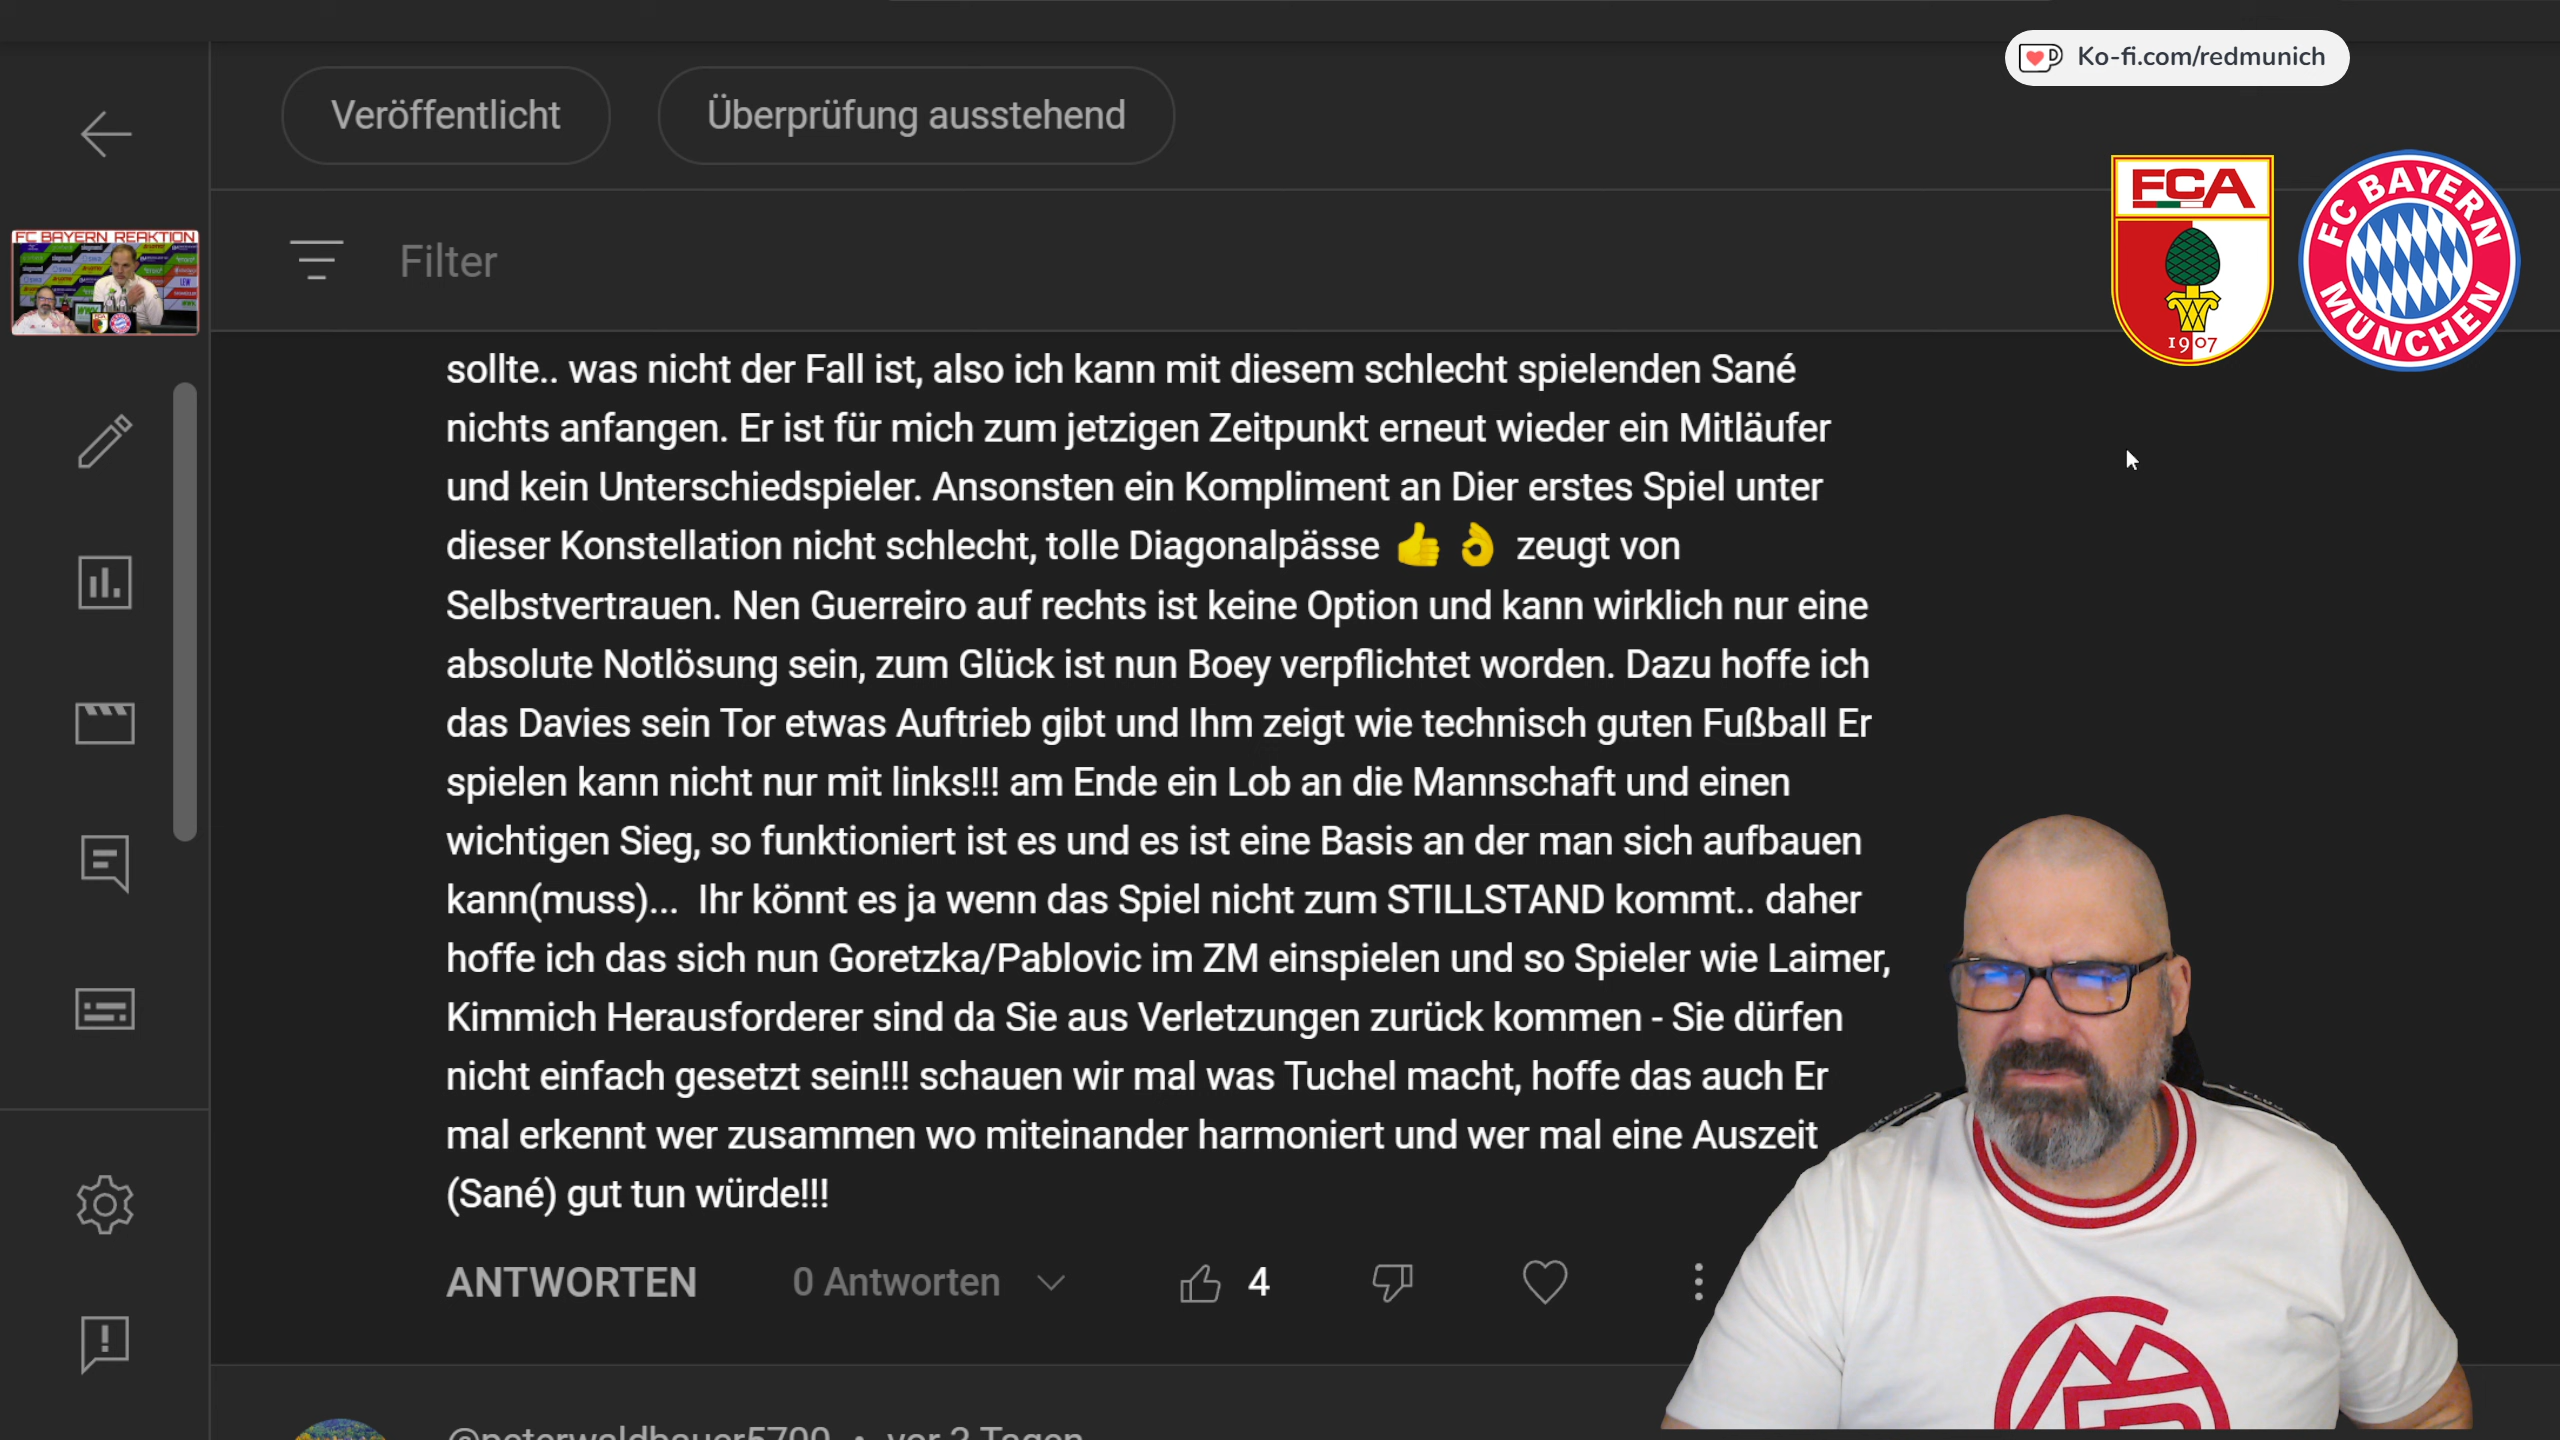 Ko-fi.com/redmunich
Veröffentlicht
Überprüfung ausstehend
FC BAYERN REAKTION
Filter
FCA
1907
FC BAYERN
MÜNCHEN
sollte.. was nicht der Fall ist, also ich kann mit diesem schlecht spielenden Sané
nichts anfangen. Er ist für mich zum jetzigen Zeitpunkt erneut wieder ein Mitläufer
und kein Unterschiedspieler. Ansonsten ein Kompliment an Dier erstes Spiel unter
dieser Konstellation nicht schlecht, tolle Diagonalpässe 👍 👌 zeugt von
Selbstvertrauen. Nen Guerreiro auf rechts ist keine Option und kann wirklich nur eine
absolute Notlösung sein, zum Glück ist nun Boey verpflichtet worden. Dazu hoffe ich
das Davies sein Tor etwas Auftrieb gibt und Ihm zeigt wie technisch guten Fußball Er
spielen kann nicht nur mit links!!! am Ende ein Lob an die Mannschaft und einen
wichtigen Sieg, so funktioniert ist es und es ist eine Basis an der man sich aufbauen
kann(muss)... Ihr könnt es ja wenn das Spiel nicht zum STILLSTAND kommt.. daher
hoffe ich das sich nun Goretzka/Pablovic im ZM einspielen und so Spieler wie Laimer,
Kimmich Herausforderer sind da Sie aus Verletzungen zurück kommen - Sie dürfen
nicht einfach gesetzt sein!!! schauen wir mal was Tuchel macht, hoffe das auch Er
mal erkennt wer zusammen wo miteinander harmoniert und wer mal eine Auszeit
(Sané) gut tun würde!!!
ANTWORTEN
0 Antworten
4
@peterwaldbauer5700 • vor 2 Tagen